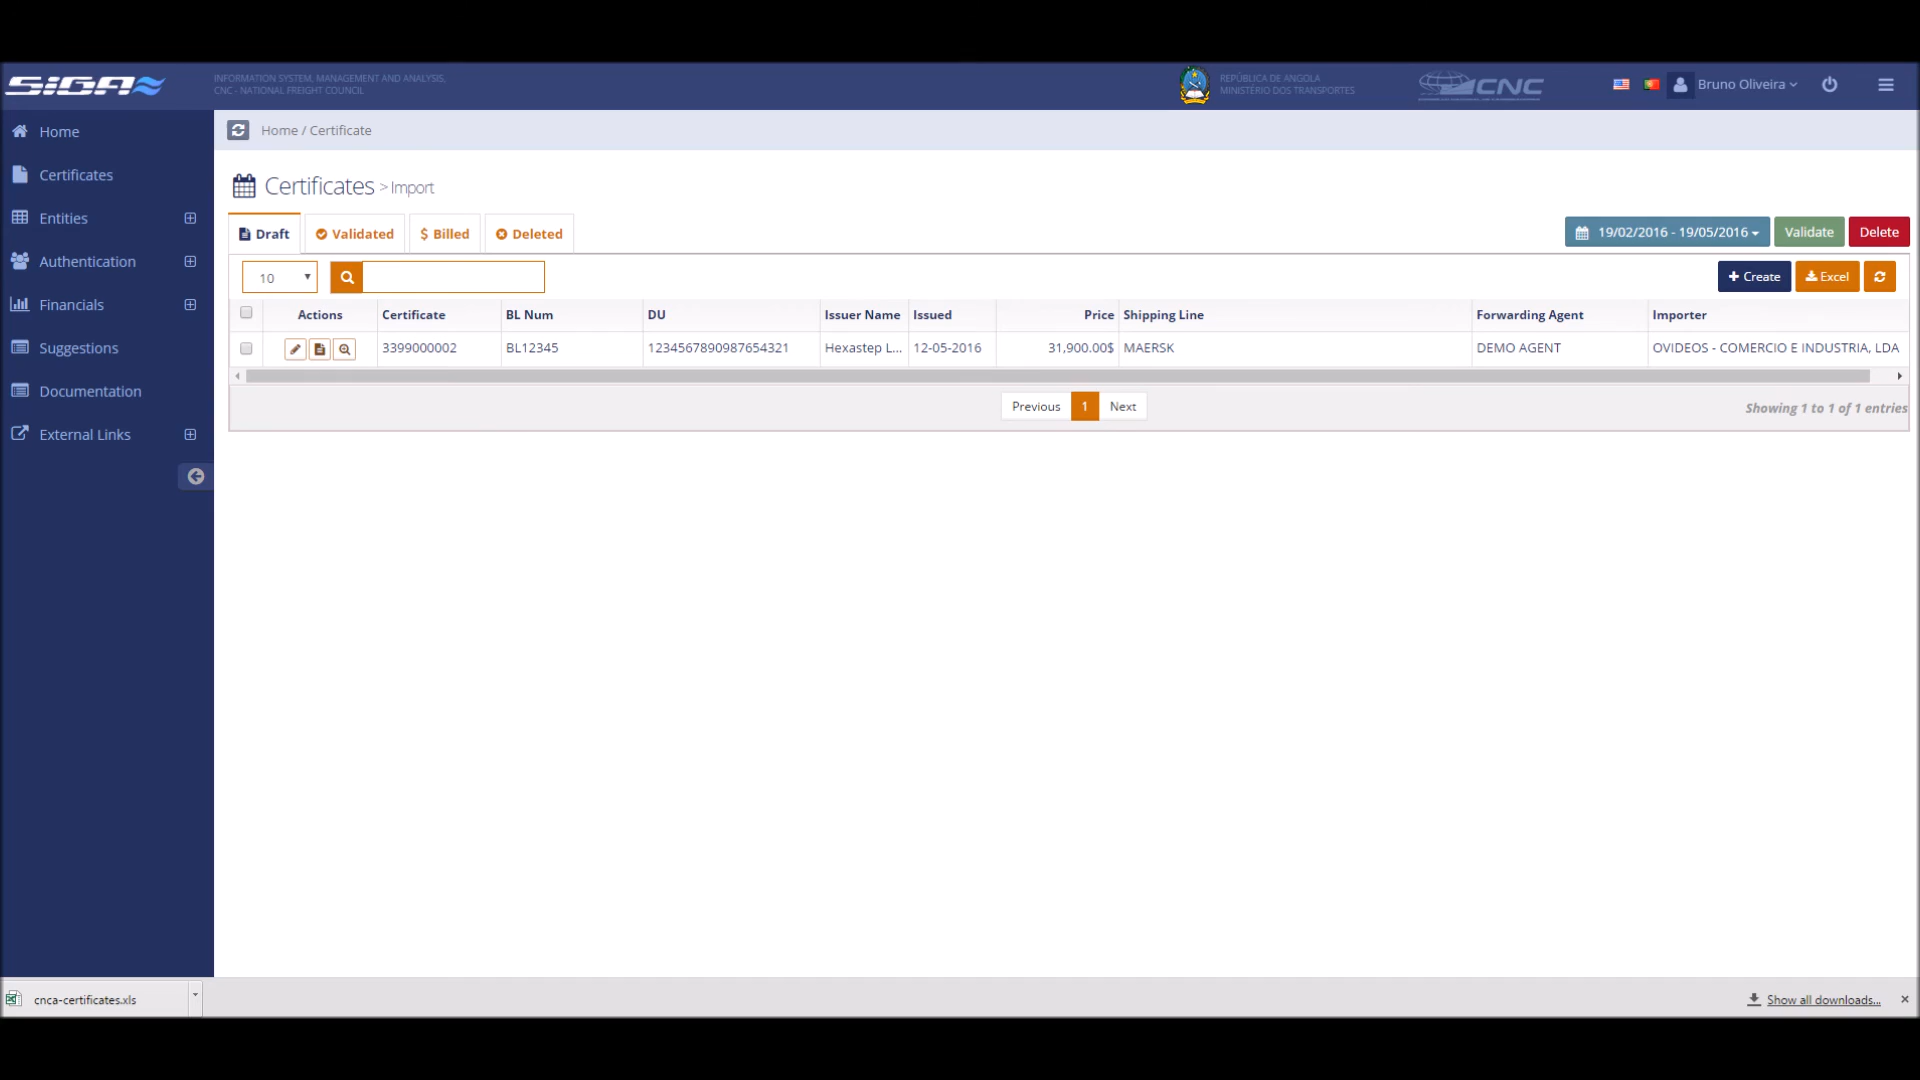 SIGA
INFORMATION SYSTEM, MANAGEMENT AND ANALYSIS,
CNC - NATIONAL FREIGHT COUNCIL
REPÚBLICA DE ANGOLA
MINISTÉRIO DOS TRANSPORTES
CNC
Bruno Oliveira
Home
Certificates
Entities
Authentication
Financials
Suggestions
Documentation
External Links
Home / Certificate
Certificates > Import
Draft Validated $ Billed Deleted
19/02/2016 - 19/05/2016 Validate Delete
10
+ Create Excel
Actions Certificate BL Num DU Issuer Name Issued Price Shipping Line Forwarding Agent Importer
3399000002 BL12345 1234567890987654321 Hexastep L... 12-05-2016 31,900.00$ MAERSK DEMO AGENT OVIDEOS - COMERCIO E INDUSTRIA, LDA
Previous 1 Next
Showing 1 to 1 of 1 entries
cnca-certificates.xls
Show all downloads...